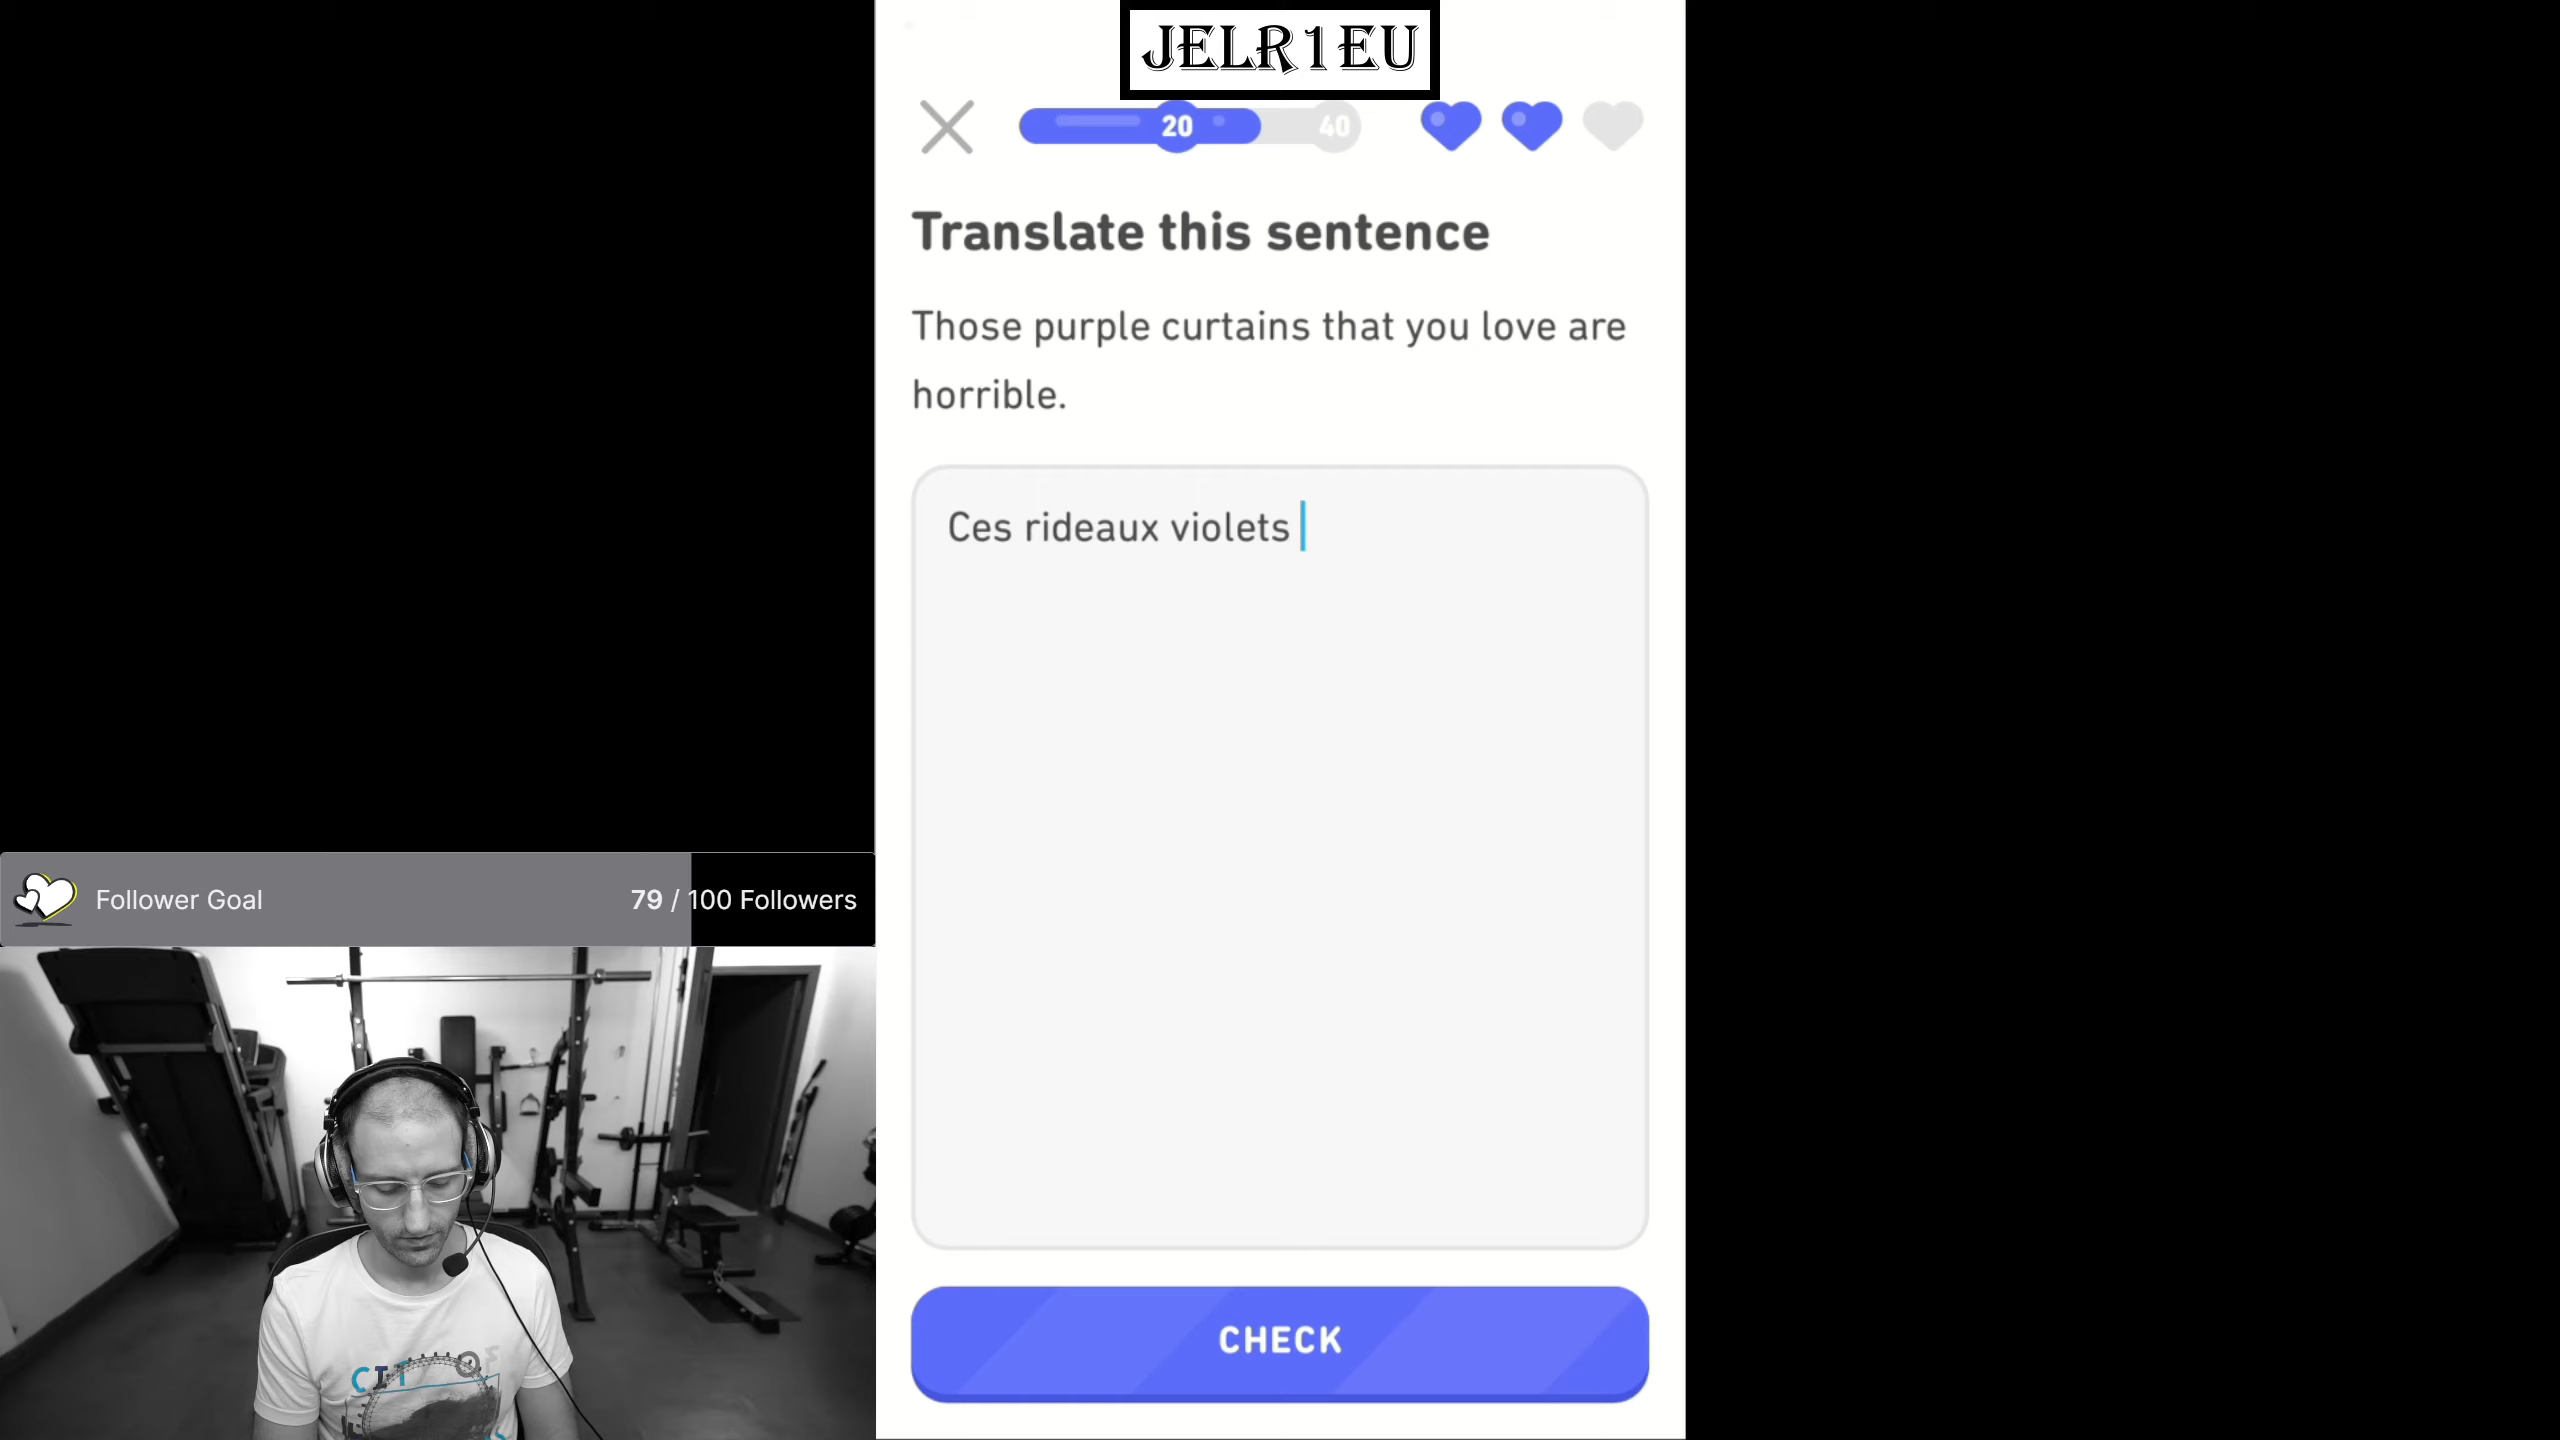 JELR1EU
20
40
Translate this sentence
Those purple curtains that you love are
horrible.
Ces rideaux violets
CHECK
Follower Goal
79 / 100 Followers